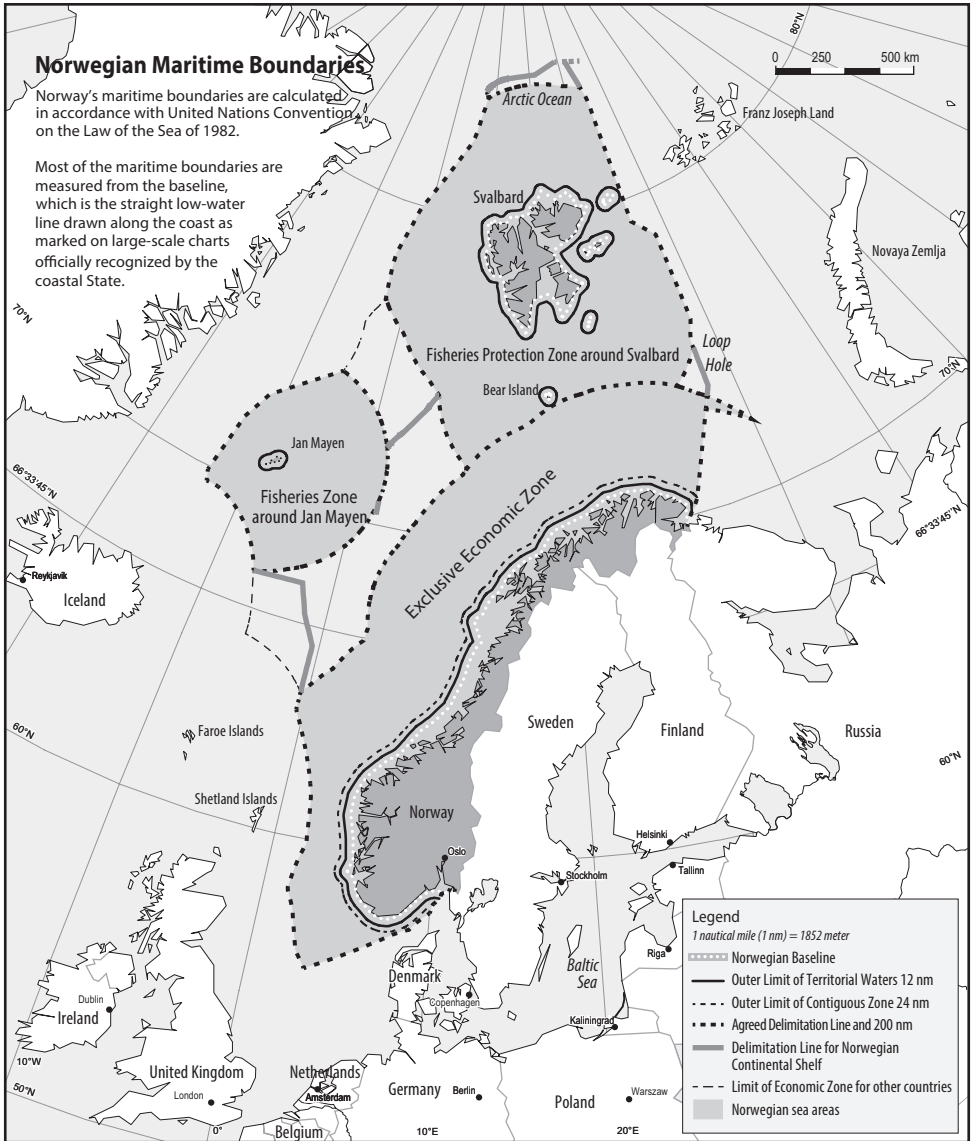 Norwegian Maritime Boundaries
Norway's maritime boundaries are calculated
in accordance with United Nations Convention
on the Law of the Sea of 1982.
Most of the maritime boundaries are
measured from the baseline,
which is the straight low-water
line drawn along the coast as
marked on large-scale charts
officially recognized by the
coastal State.
80°N
0 250 500 km
Arctic Ocean
Franz Joseph Land
Svalbard
Novaya Zemlja
70°N
Loop
Hole
Fisheries Protection Zone around Svalbard
70°N
Bear Island
Jan Mayen
66°33'45"N
Fisheries Zone
around Jan Mayen
Exclusive Economic Zone
66°33'45"N
Reykjavik
Iceland
60°N
Faroe Islands
Sweden
Finland
Russia
60°N
Shetland Islands
Norway
Oslo
Helsinki
Tallinn
Stockholm
Legend
1 nautical mile (1 nm) = 1852 meter
Norwegian Baseline
Outer Limit of Territorial Waters 12 nm
Outer Limit of Contiguous Zone 24 nm
Agreed Delimitation Line and 200 nm
Delimitation Line for Norwegian
Continental Shelf
Limit of Economic Zone for other countries
Norwegian sea areas
Riga
Baltic
Sea
Denmark
Copenhagen
Kaliningrad
Dublin
Ireland
10°W
50°N
United Kingdom
London
Netherlands
Amsterdam
Germany
Berlin
Poland
Warszaw
Belgium
0°
10°E
20°E